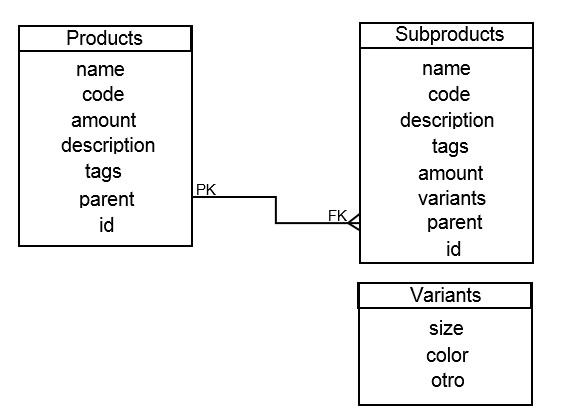 Products
name
code
amount
description
tags
parent
id
PK
FK
Subproducts
name
code
description
tags
amount
variants
parent
id
Variants
size
color
otro